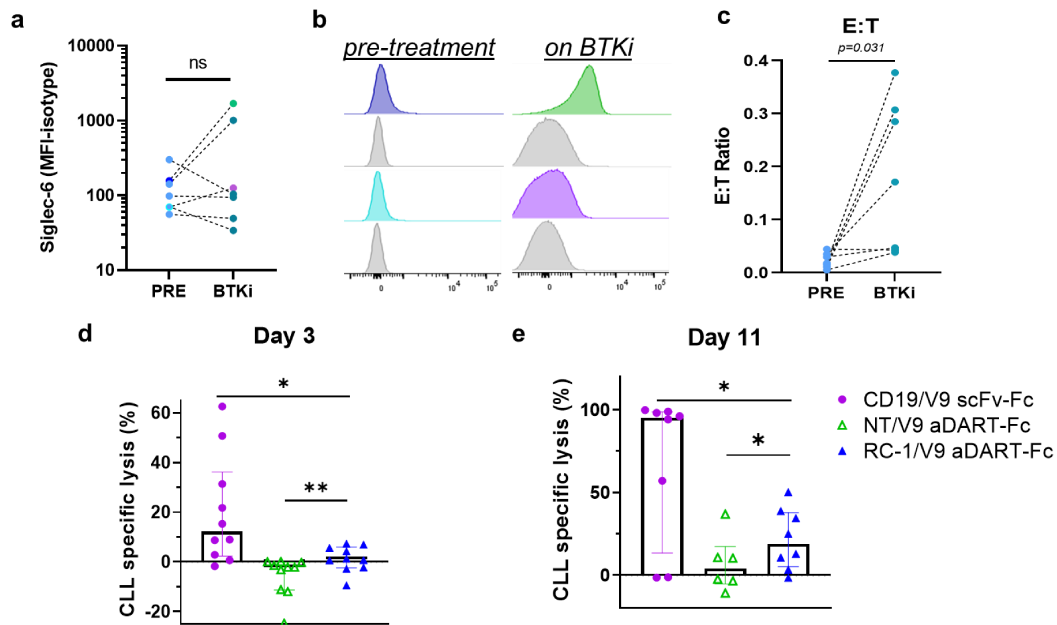 a
10000
1000
100
10
Siglec-6 (MFI-isotype)
ns
PRE
BTKi
b
pre-treatment
on BTKi
0
10⁴
10⁵
0
10⁴
10⁵
c
E:T
p=0.031
0.4
0.3
0.2
0.1
0.0
E:T Ratio
PRE
BTKi
d
Day 3
60
40
20
0
-20
CLL specific lysis (%)
*
**
e
Day 11
100
50
0
CLL specific lysis (%)
*
*
CD19/V9 scFv-Fc
NT/V9 aDART-Fc
RC-1/V9 aDART-Fc